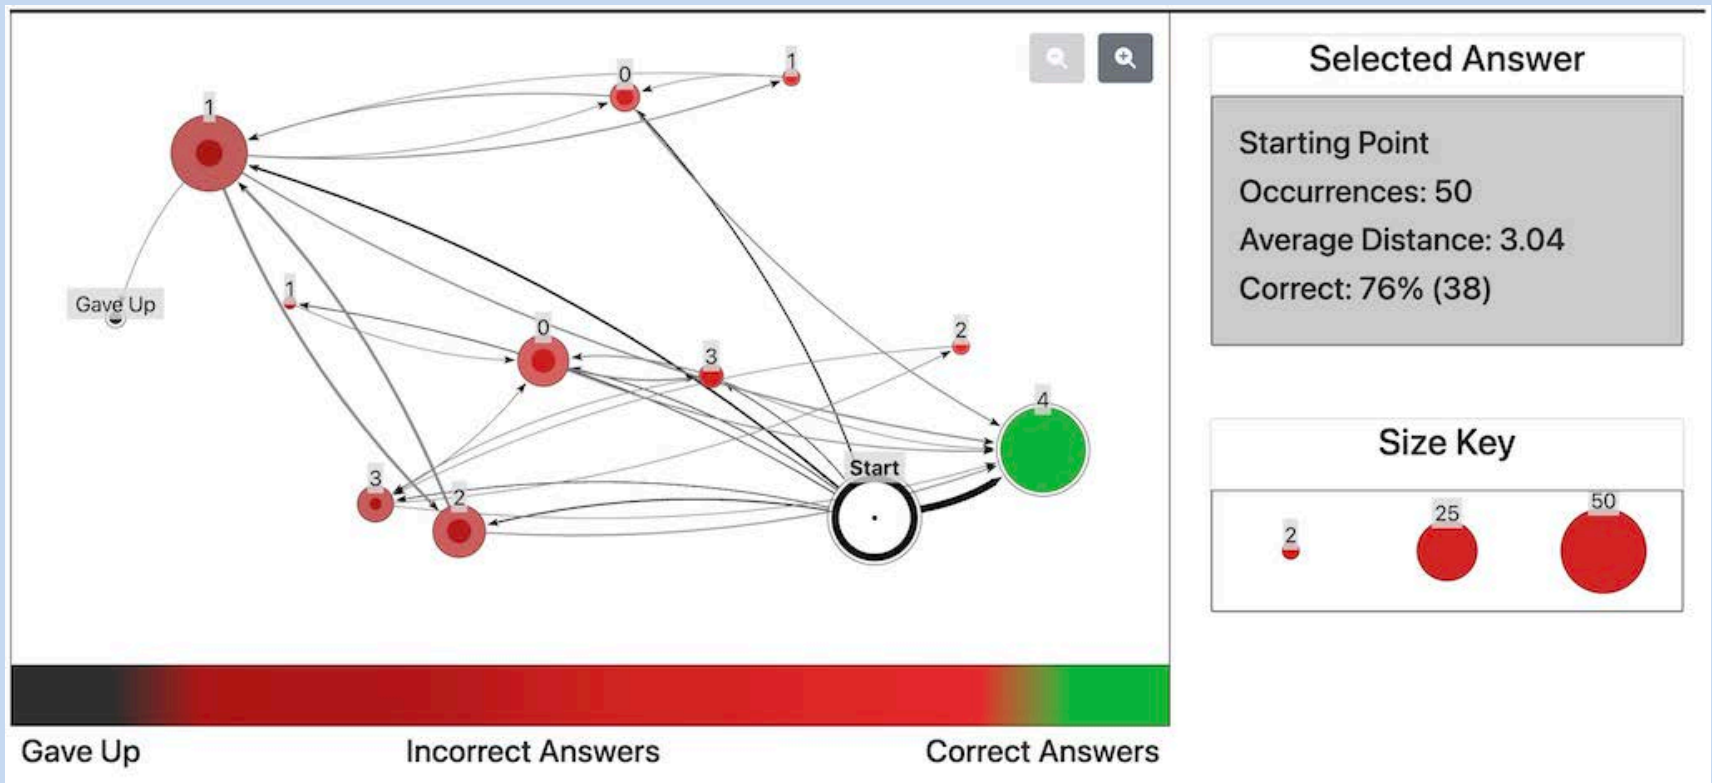 1
0
1
Gave Up
1
0
3
2
4
Start
3
2
Gave Up
Incorrect Answers
Correct Answers
Selected Answer
Starting Point
Occurrences: 50
Average Distance: 3.04
Correct: 76% (38)
Size Key
2
25
50